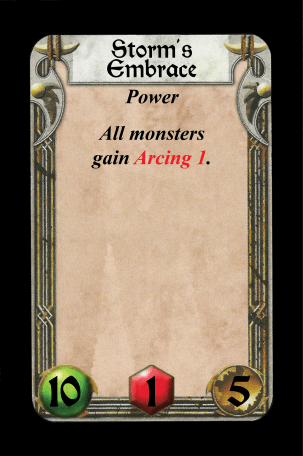 Storm's
Embrace
Power
All monsters
gain Arcing 1.
10 1 5